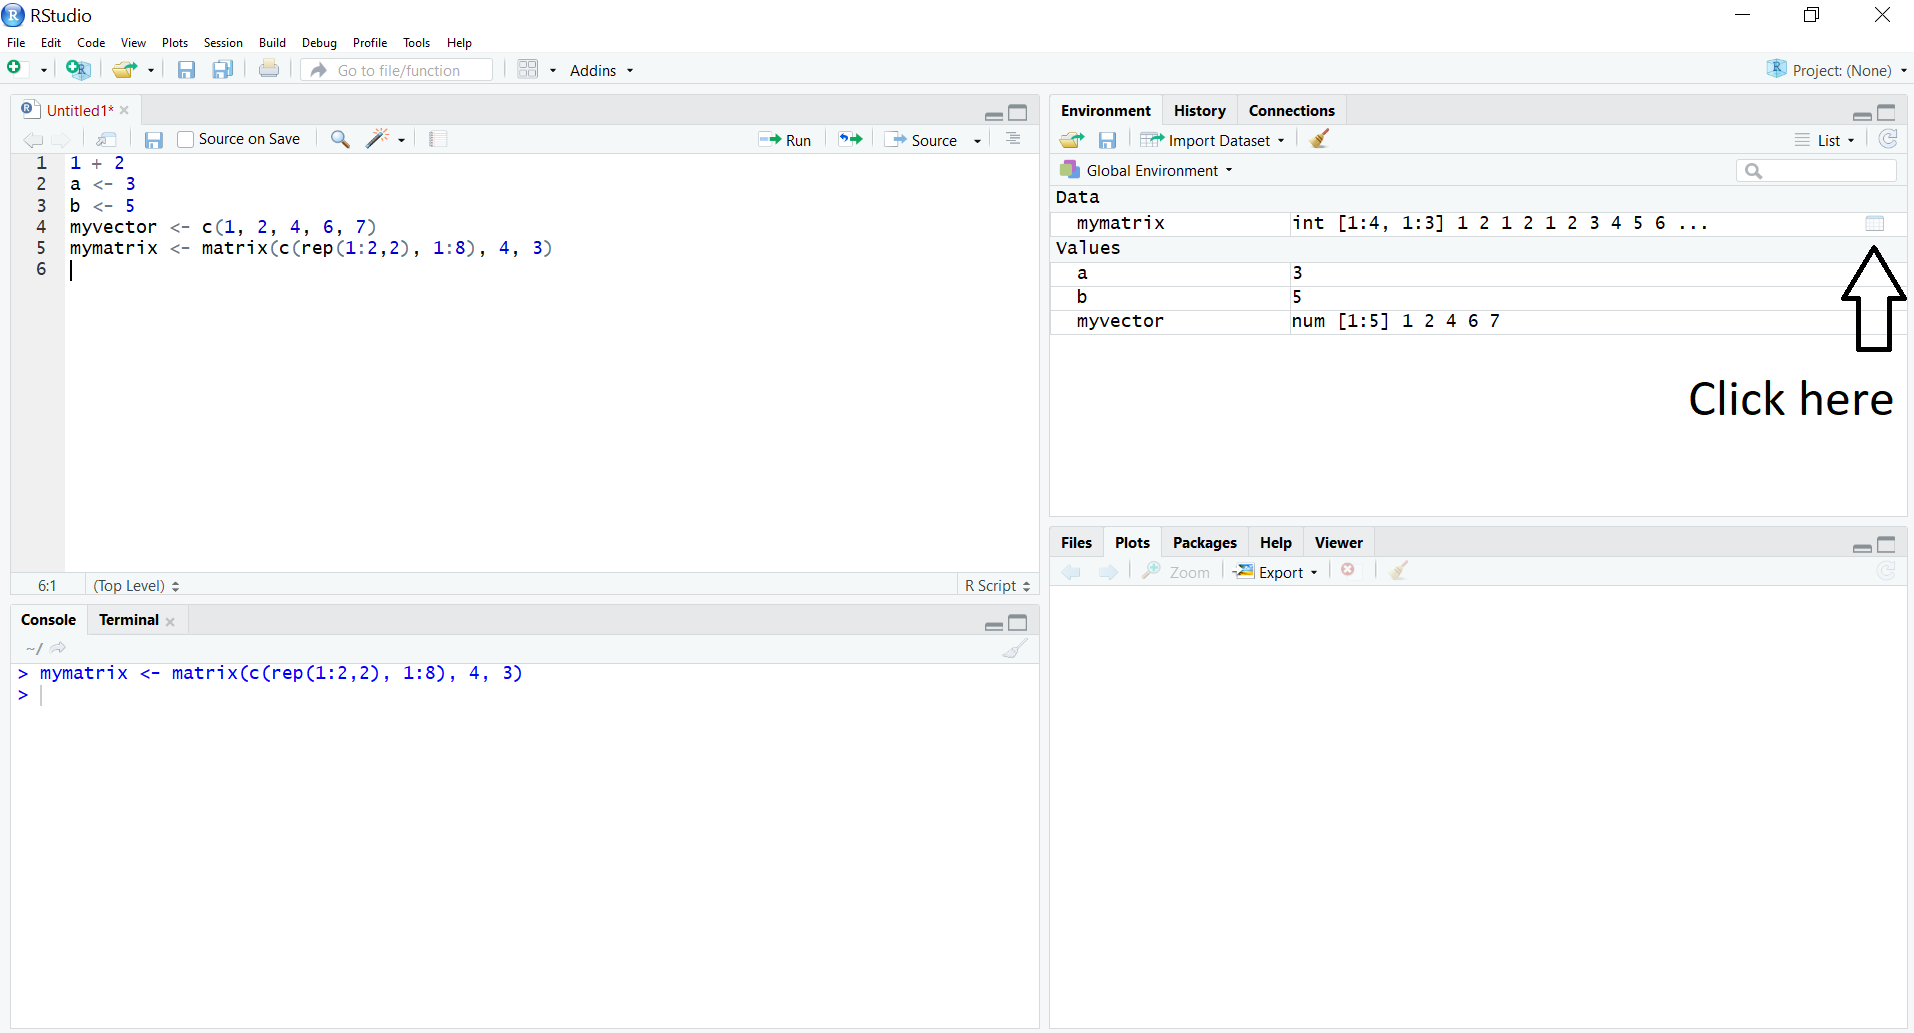 RStudio
File Edit Code View Plots Session Build Debug Profile Tools Help
Go to file/function Addins Project: (None)
Untitled1*
Source on Save Run Source
1 1 + 2
2 a <- 3
3 b <- 5
4 myvector <- c(1, 2, 4, 6, 7)
5 mymatrix <- matrix(c(rep(1:2,2), 1:8), 4, 3)
6
6:1 (Top Level) R Script
Console Terminal
~/
> mymatrix <- matrix(c(rep(1:2,2), 1:8), 4, 3)
>
Environment History Connections
Import Dataset List
Global Environment
Data
mymatrix int [1:4, 1:3] 1 2 1 2 1 2 3 4 5 6 ...
Values
a 3
b 5
myvector num [1:5] 1 2 4 6 7
Click here
Files Plots Packages Help Viewer
Zoom Export